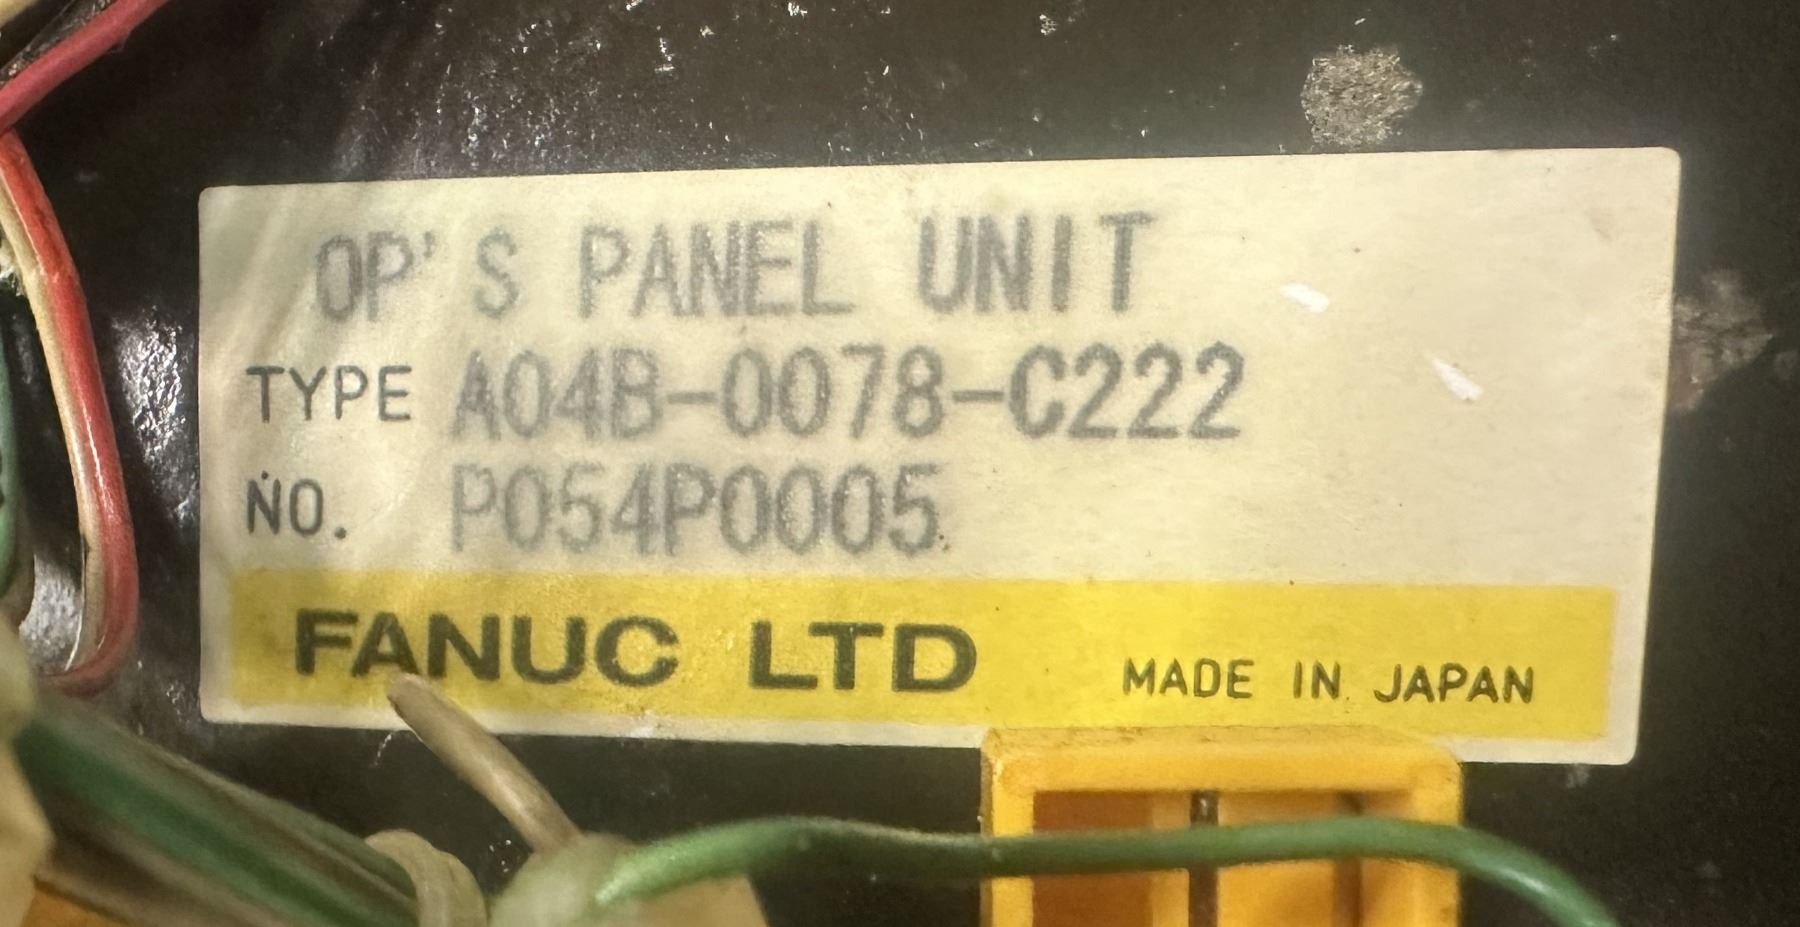 OP'S PANEL UNIT
TYPE A04B-0078-C222
NO. P054P0005
FANUC LTD MADE IN JAPAN